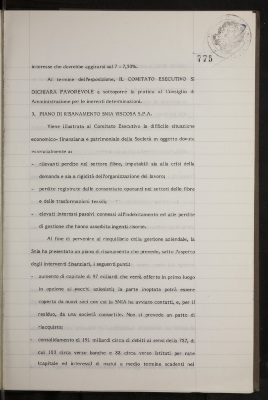 775
interesse che dovrebbe aggirarsi sul 7 - 7,50%.
Al termine dell'esposizione, IL COMITATO ESECUTIVO SI
DICHIARA FAVOREVOLE a sottoporre la pratica al Consiglio di
Amministrazione per le inerenti determinazioni.
3. PIANO DI RISANAMENTO SNIA VISCOSA S.P.A.
Viene illustrata al Comitato Esecutivo la difficile situazione
economico-finanziaria e patrimoniale della Società in oggetto dovuta
essenzialmente a:
- rilevanti perdite nel settore fibre, imputabili sia alla crisi della
domanda e sia a rigidità dell'organizzazione del lavoro;
- perdite registrate dalle consociate operanti nei settori delle fibre
e delle trasformazioni tessili;
- elevati interessi passivi connessi all'indebitamento ed alle perdite
di gestione che hanno assorbito ingenti risorse.
Al fine di pervenire al riequilibrio della gestione aziendale, la
Snia ha presentato un piano di risanamento che prevede, sotto l'aspetto
degli interventi finanziari, i seguenti punti:
- aumento di capitale di 87 miliardi che verrà offerto in primo luogo
in opzione ai vecchi azionisti; la parte inoptata potrà essere
coperta da nuovi soci con cui la SNIA ha avviato contatti, e, per il
residuo, da una società consortile. Non si prevede un patto di
riacquisto;
- consolidamento di 191 miliardi circa di debiti ai sensi della 787, di
cui 103 circa verso banche e 88 circa verso Istituti per rate
(capitale ed interessi) di mutui a medio termine scadenti nel